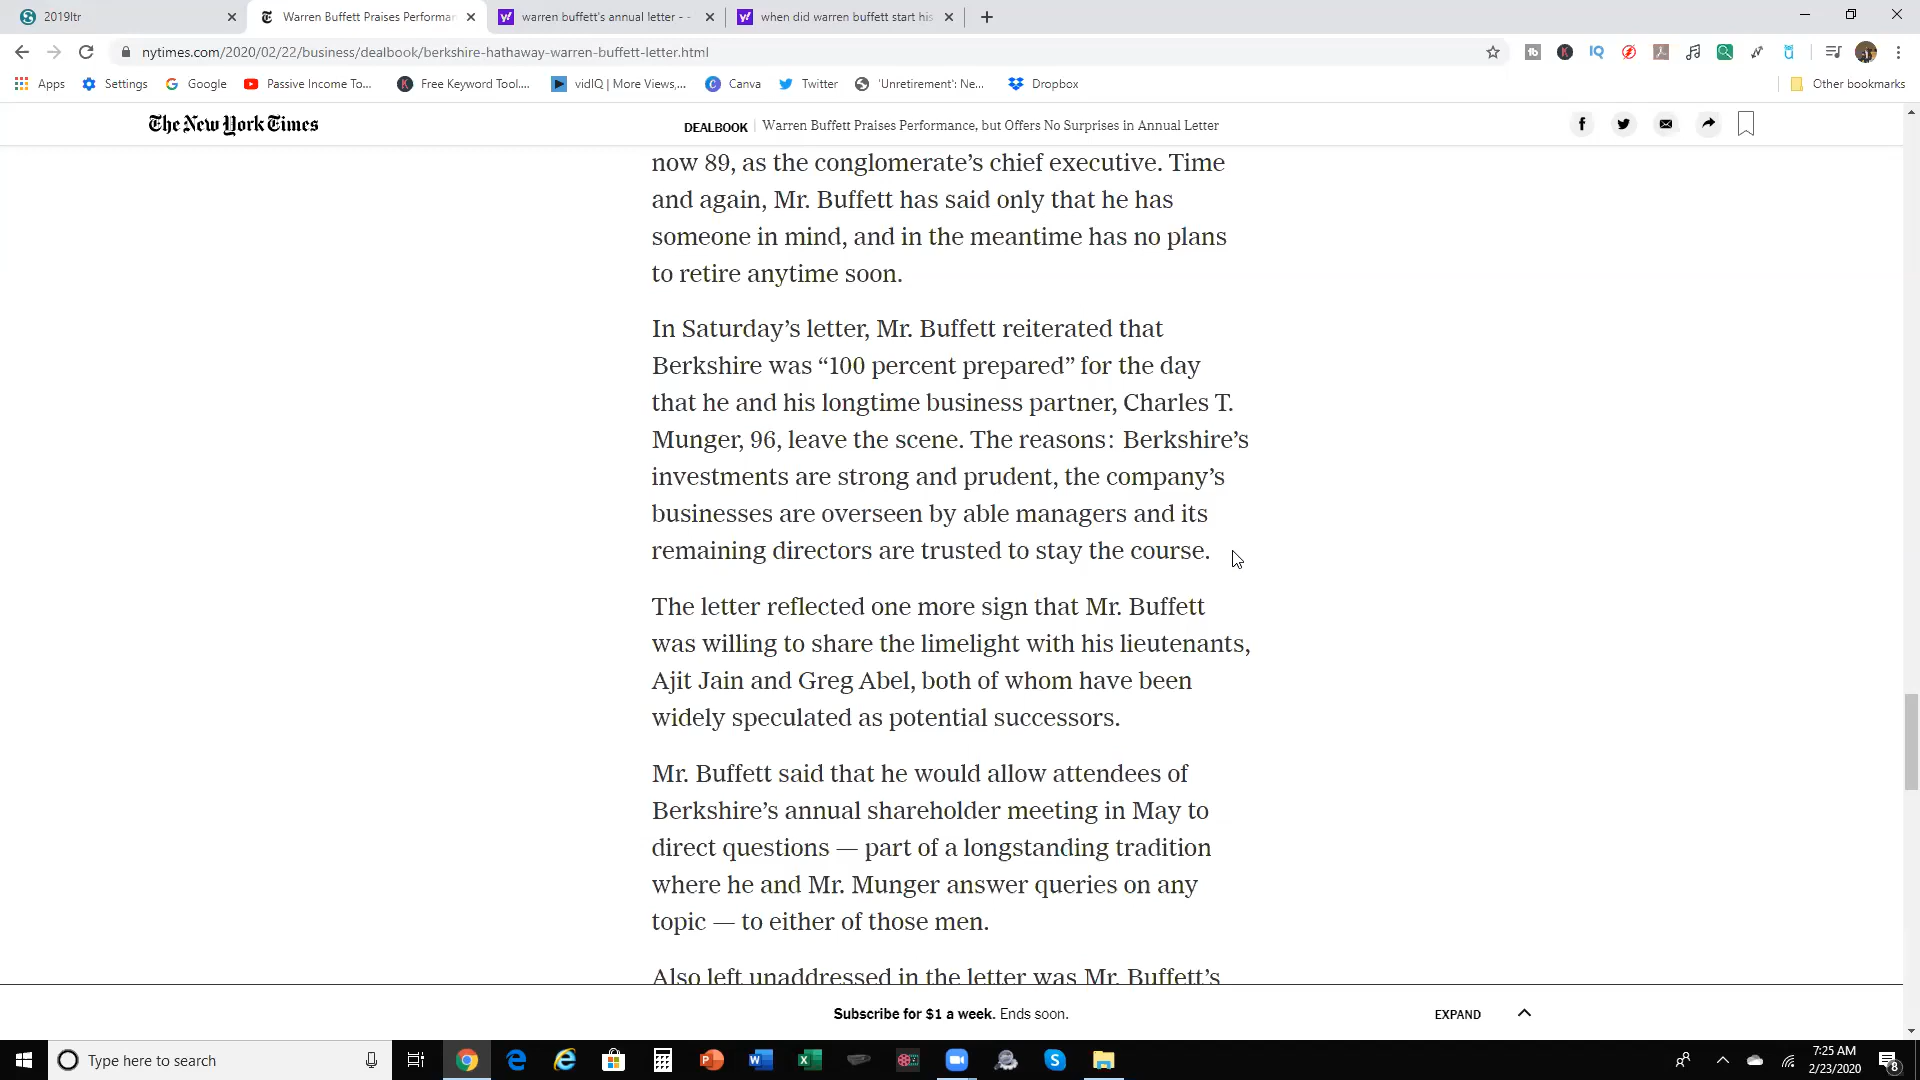 2019ltr
Warren Buffett Praises Performan
warren buffett's annual letter - -
when did warren buffett start his
nytimes.com/2020/02/22/business/dealbook/berkshire-hathaway-warren-buffett-letter.html
Apps
Settings
Google
Passive Income To...
Free Keyword Tool....
vidIQ | More Views,...
Canva
Twitter
'Unretirement': Ne...
Dropbox
Other bookmarks
The New York Times
DEALBOOK | Warren Buffett Praises Performance, but Offers No Surprises in Annual Letter
now 89, as the conglomerate’s chief executive. Time
and again, Mr. Buffett has said only that he has
someone in mind, and in the meantime has no plans
to retire anytime soon.
In Saturday’s letter, Mr. Buffett reiterated that
Berkshire was “100 percent prepared” for the day
that he and his longtime business partner, Charles T.
Munger, 96, leave the scene. The reasons: Berkshire’s
investments are strong and prudent, the company’s
businesses are overseen by able managers and its
remaining directors are trusted to stay the course.
The letter reflected one more sign that Mr. Buffett
was willing to share the limelight with his lieutenants,
Ajit Jain and Greg Abel, both of whom have been
widely speculated as potential successors.
Mr. Buffett said that he would allow attendees of
Berkshire’s annual shareholder meeting in May to
direct questions — part of a longstanding tradition
where he and Mr. Munger answer queries on any
topic — to either of those men.
Also left unaddressed in the letter was Mr. Buffett’s
Subscribe for $1 a week. Ends soon.
EXPAND
Type here to search
7:25 AM
2/23/2020
8